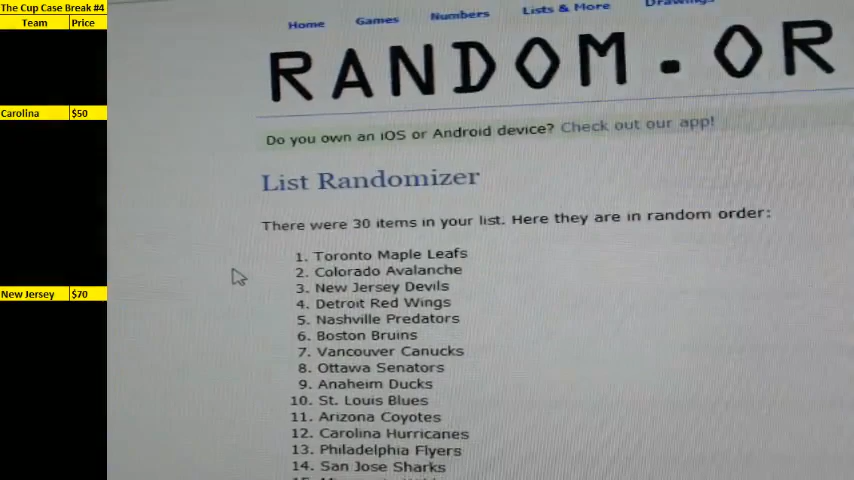 The Cup Case Break #4
Team Price
Carolina $50
New Jersey $70
Home Games Numbers Lists & More Drawings
RANDOM.OR
Do you own an iOS or Android device? Check out our app!
List Randomizer
There were 30 items in your list. Here they are in random order:
1. Toronto Maple Leafs
2. Colorado Avalanche
3. New Jersey Devils
4. Detroit Red Wings
5. Nashville Predators
6. Boston Bruins
7. Vancouver Canucks
8. Ottawa Senators
9. Anaheim Ducks
10. St. Louis Blues
11. Arizona Coyotes
12. Carolina Hurricanes
13. Philadelphia Flyers
14. San Jose Sharks